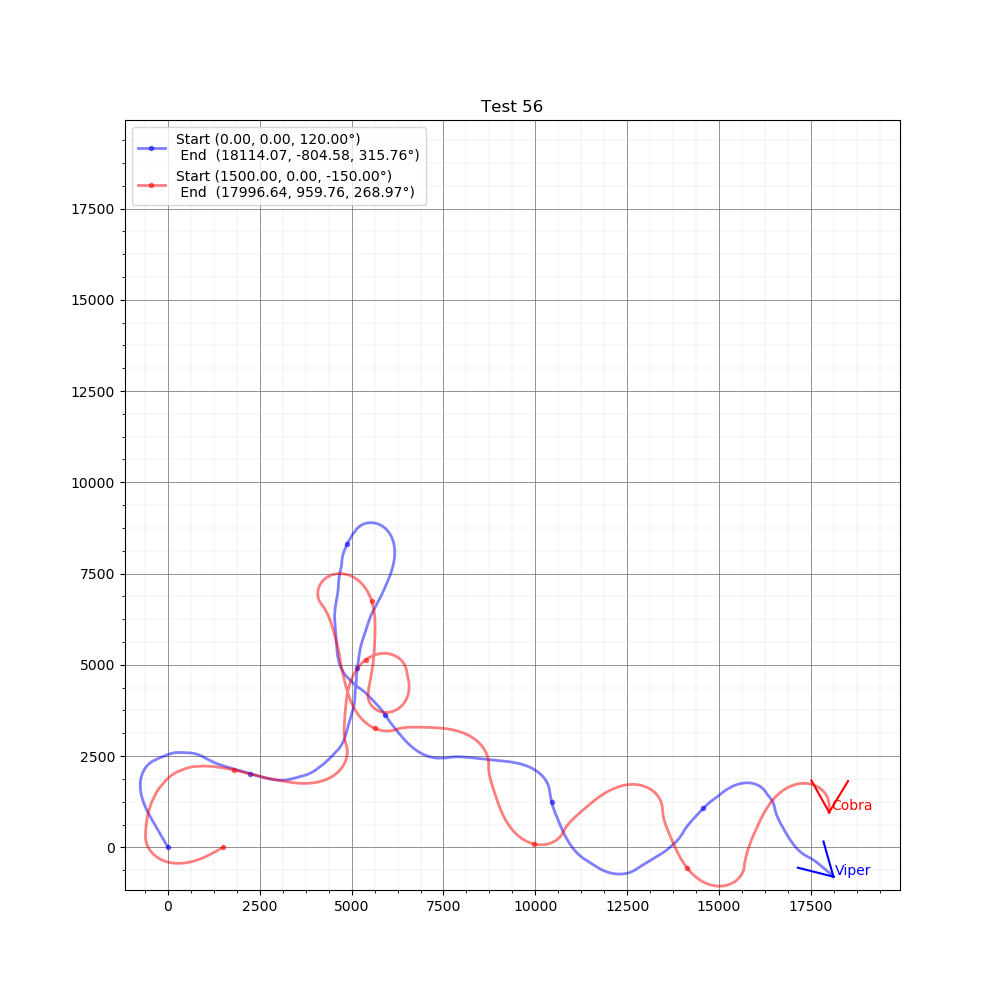 Test 56
Start (0.00, 0.00, 120.00°)
End (18114.07, -804.58, 315.76°)
Start (1500.00, 0.00, -150.00°)
End (17996.64, 959.76, 268.97°)
17500
15000
12500
10000
7500
5000
2500
0
Cobra
Viper
0 2500 5000 7500 10000 12500 15000 17500